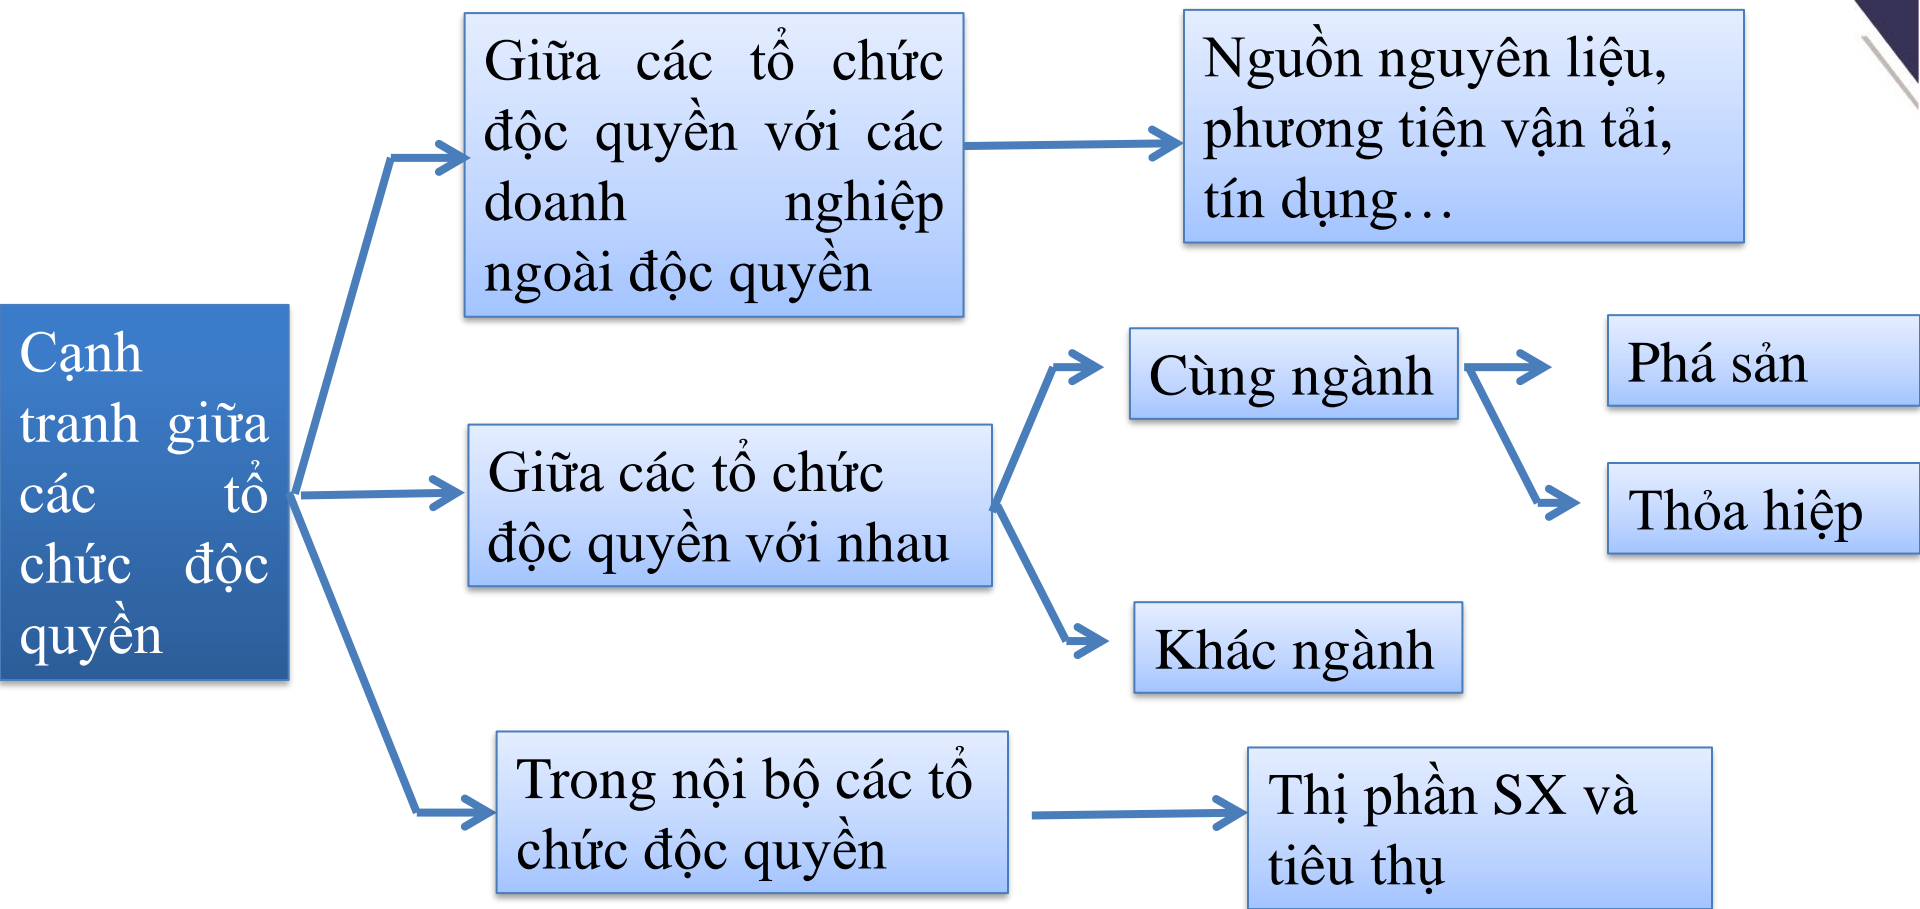 Cạnh
tranh giữa
các tổ
chức độc
quyền
Giữa các tổ chức
độc quyền với các
doanh nghiệp
ngoài độc quyền
Nguồn nguyên liệu,
phương tiện vận tải,
tín dụng…
Giữa các tổ chức
độc quyền với nhau
Cùng ngành
Phá sản
Thỏa hiệp
Khác ngành
Trong nội bộ các tổ
chức độc quyền
Thị phần SX và
tiêu thụ